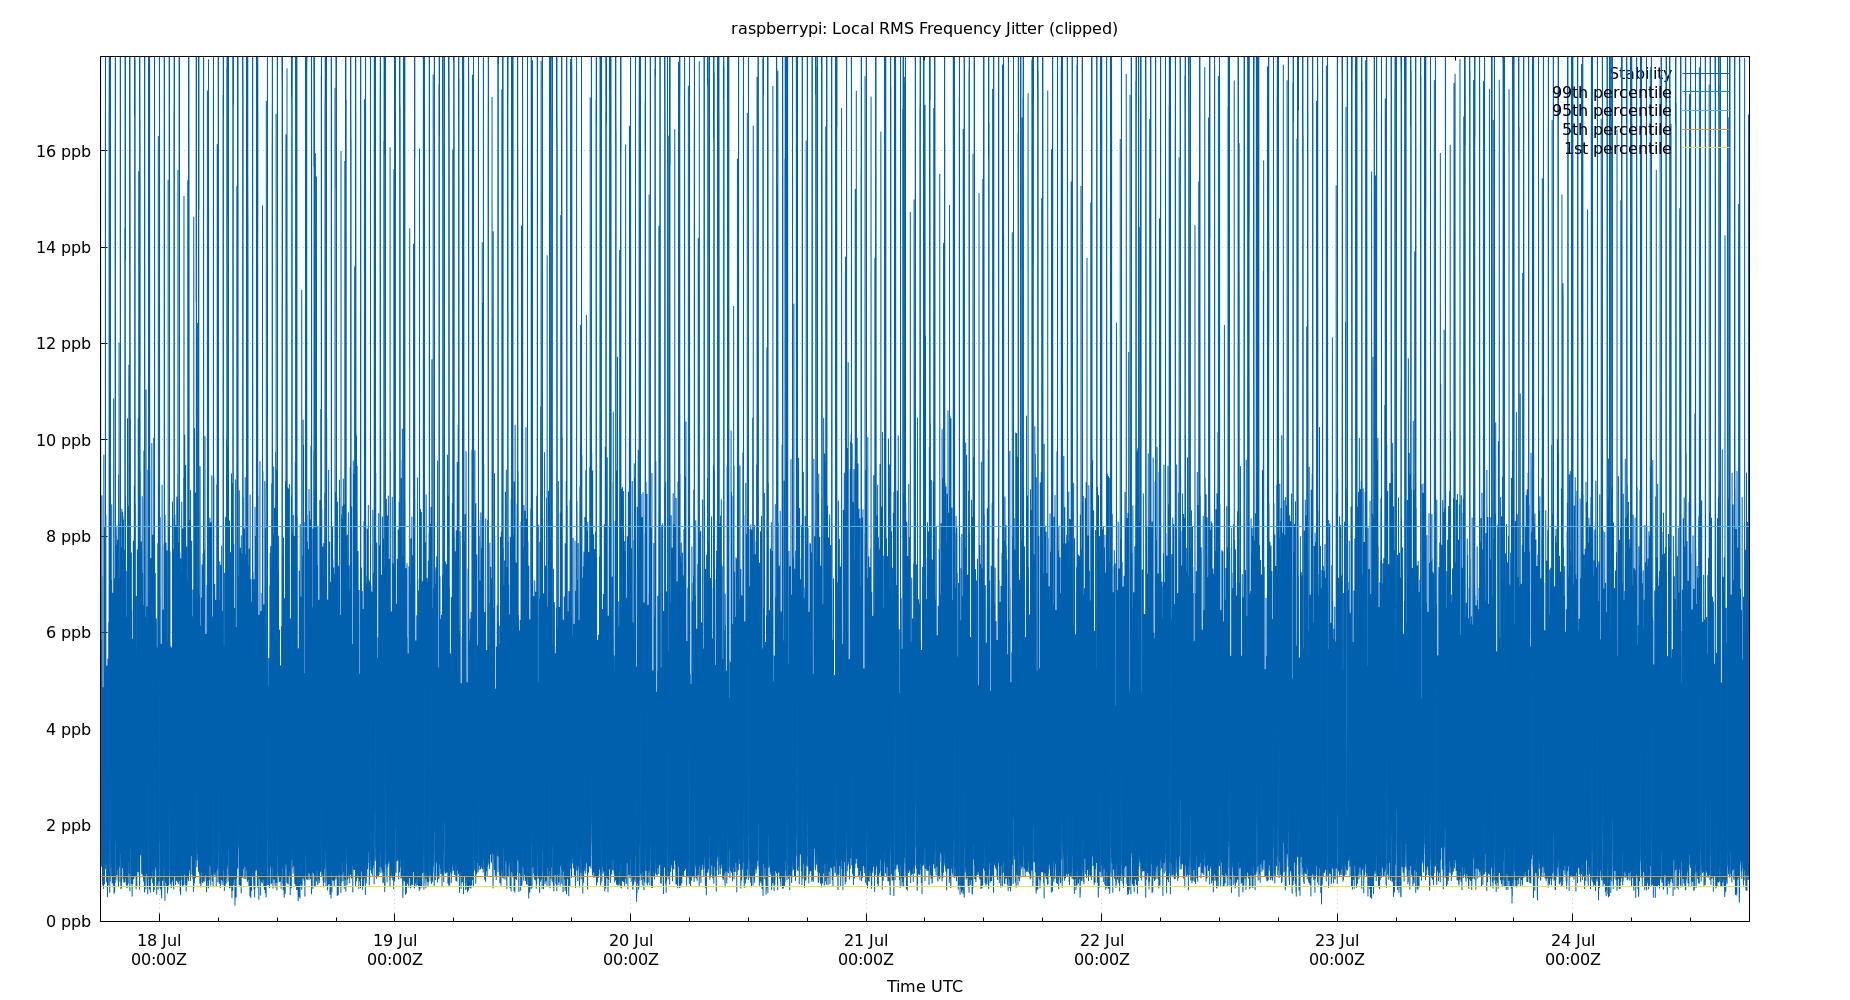 raspberrypi: Local RMS Frequency Jitter (clipped)
Stability
99th percentile
95th percentile
5th percentile
1st percentile
16 ppb
14 ppb
12 ppb
10 ppb
8 ppb
6 ppb
4 ppb
2 ppb
0 ppb
18 Jul 19 Jul 20 Jul 21 Jul 22 Jul 23 Jul 24 Jul
00:00Z 00:00Z 00:00Z 00:00Z 00:00Z 00:00Z 00:00Z
Time UTC